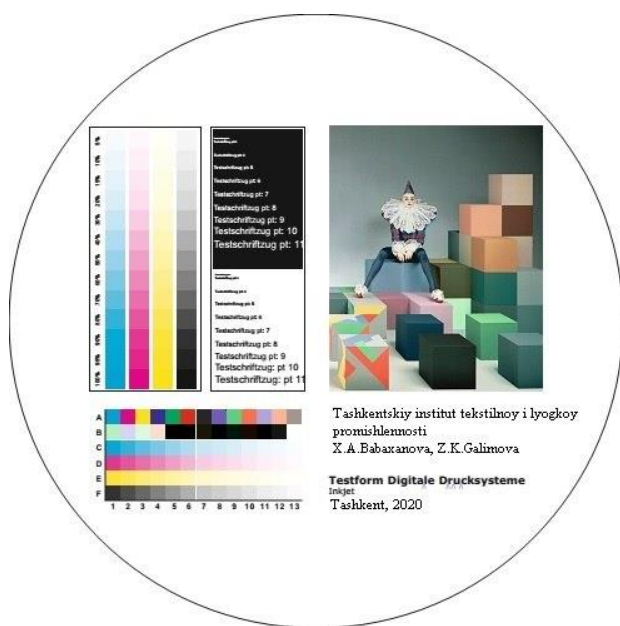 Testschriftzug pt 6
Testschriftzug pt: 7
Testschriftzug pt: 8
Testschriftzug pt: 9
Testschriftzug pt: 10
Testschriftzug pt: 11
Testschriftzug pt 6
Testschriftzug pt: 7
Testschriftzug pt: 8
Testschriftzug pt: 9
Testschriftzug: pt 10
Testschriftzug: pt 11
A
B
C
D
E
F
1 2 3 4 5 6 7 8 9 10 11 12 13
Tashkentskiy institut tekstilnoy i lyogkoy
promishlennosti
X.A.Babaxanova, Z.K.Galimova
Testform Digitale Drucksysteme
Inkjet
Tashkent, 2020